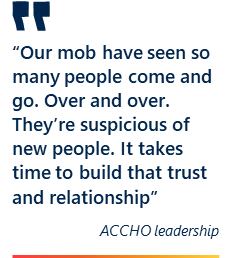 “Our mob have seen so
many people come and
go. Over and over.
They’re suspicious of
new people. It takes
time to build that trust
and relationship”
ACCHO leadership